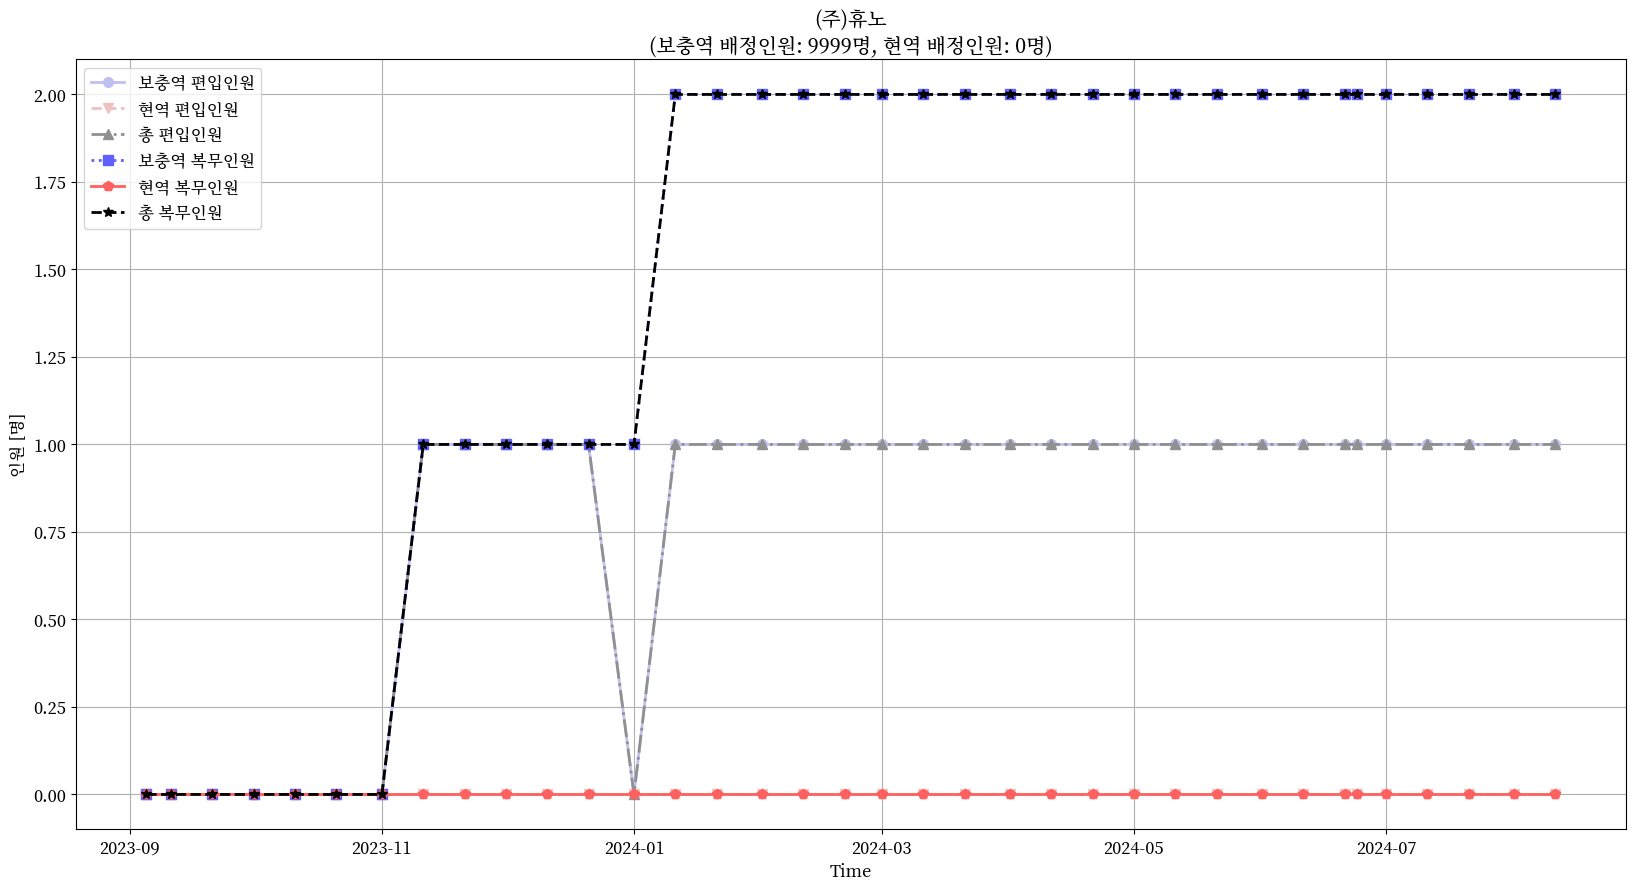 (주)휴노
(보충역 배정인원: 9999명, 현역 배정인원: 0명)
보충역 편입인원
현역 편입인원
총 편입인원
보충역 복무인원
현역 복무인원
총 복무인원
인원 [명]
2.00
1.75
1.50
1.25
1.00
0.75
0.50
0.25
0.00
2023-09 2023-11 2024-01 2024-03 2024-05 2024-07
Time